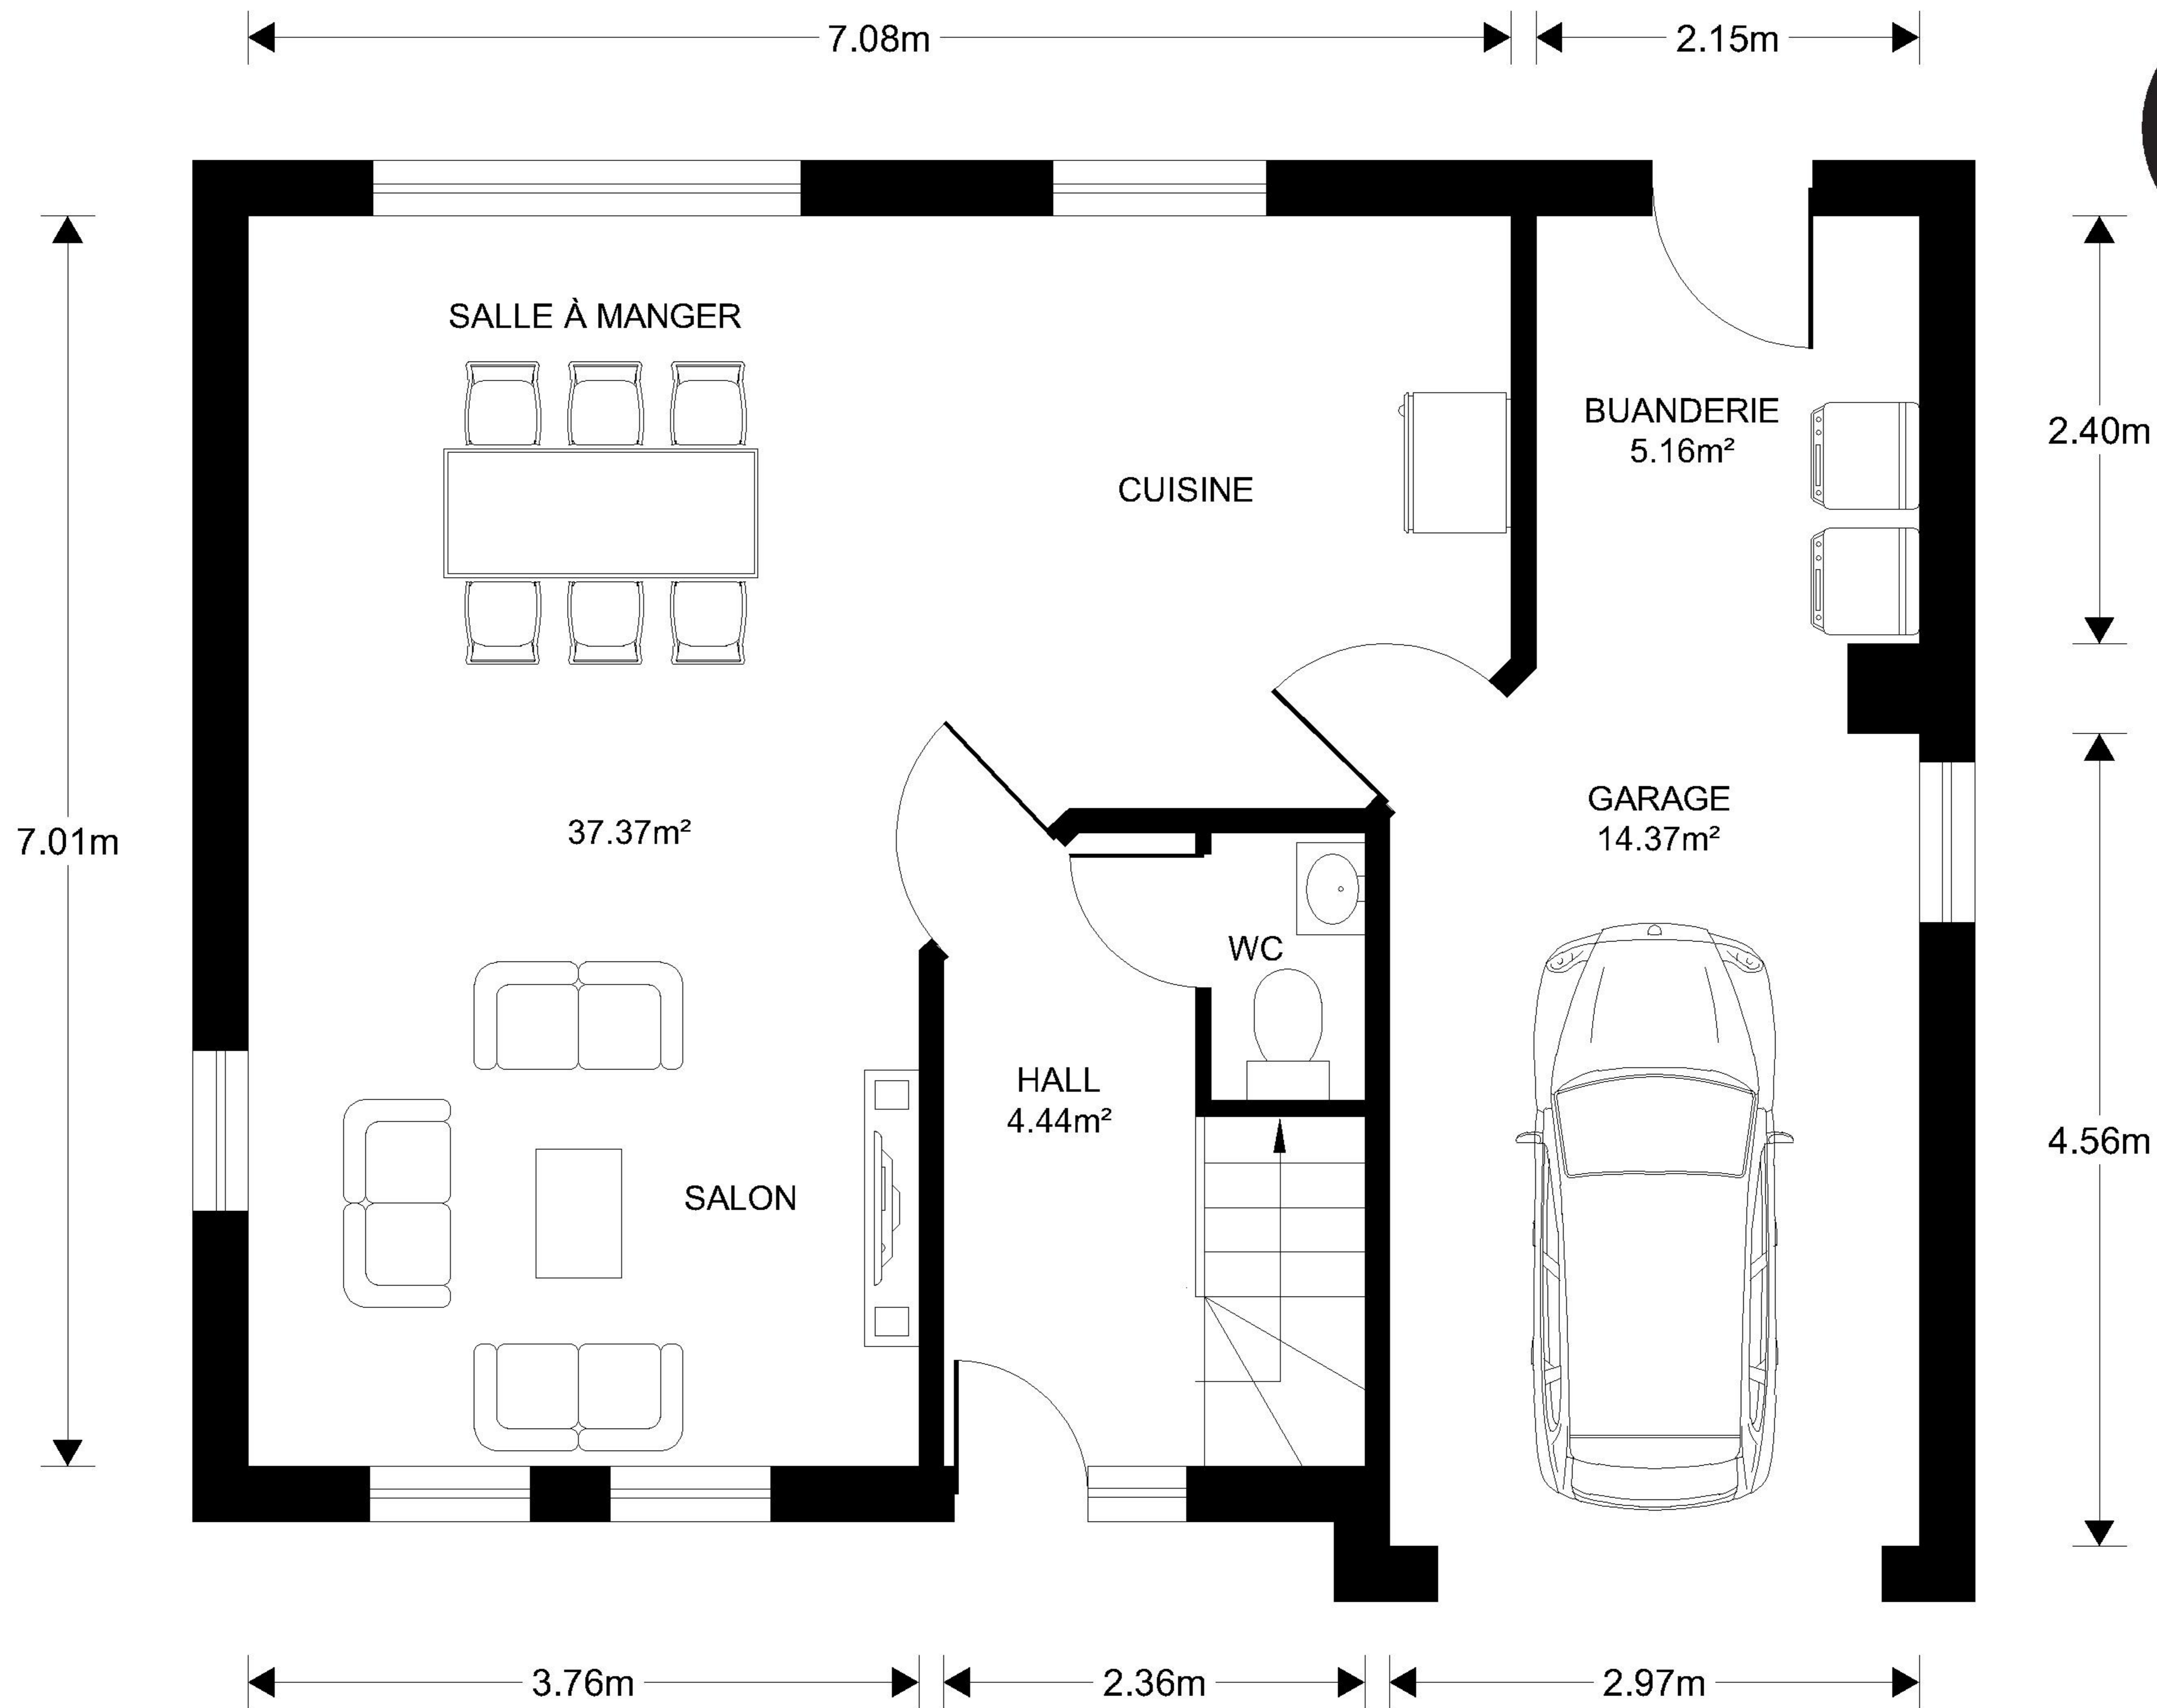 7.08m
2.15m
SALLE À MANGER
BUANDERIE
5.16m²
2.40m
CUISINE
GARAGE
14.37m²
37.37m²
7.01m
WC
HALL
4.44m²
4.56m
SALON
3.76m
2.36m
2.97m